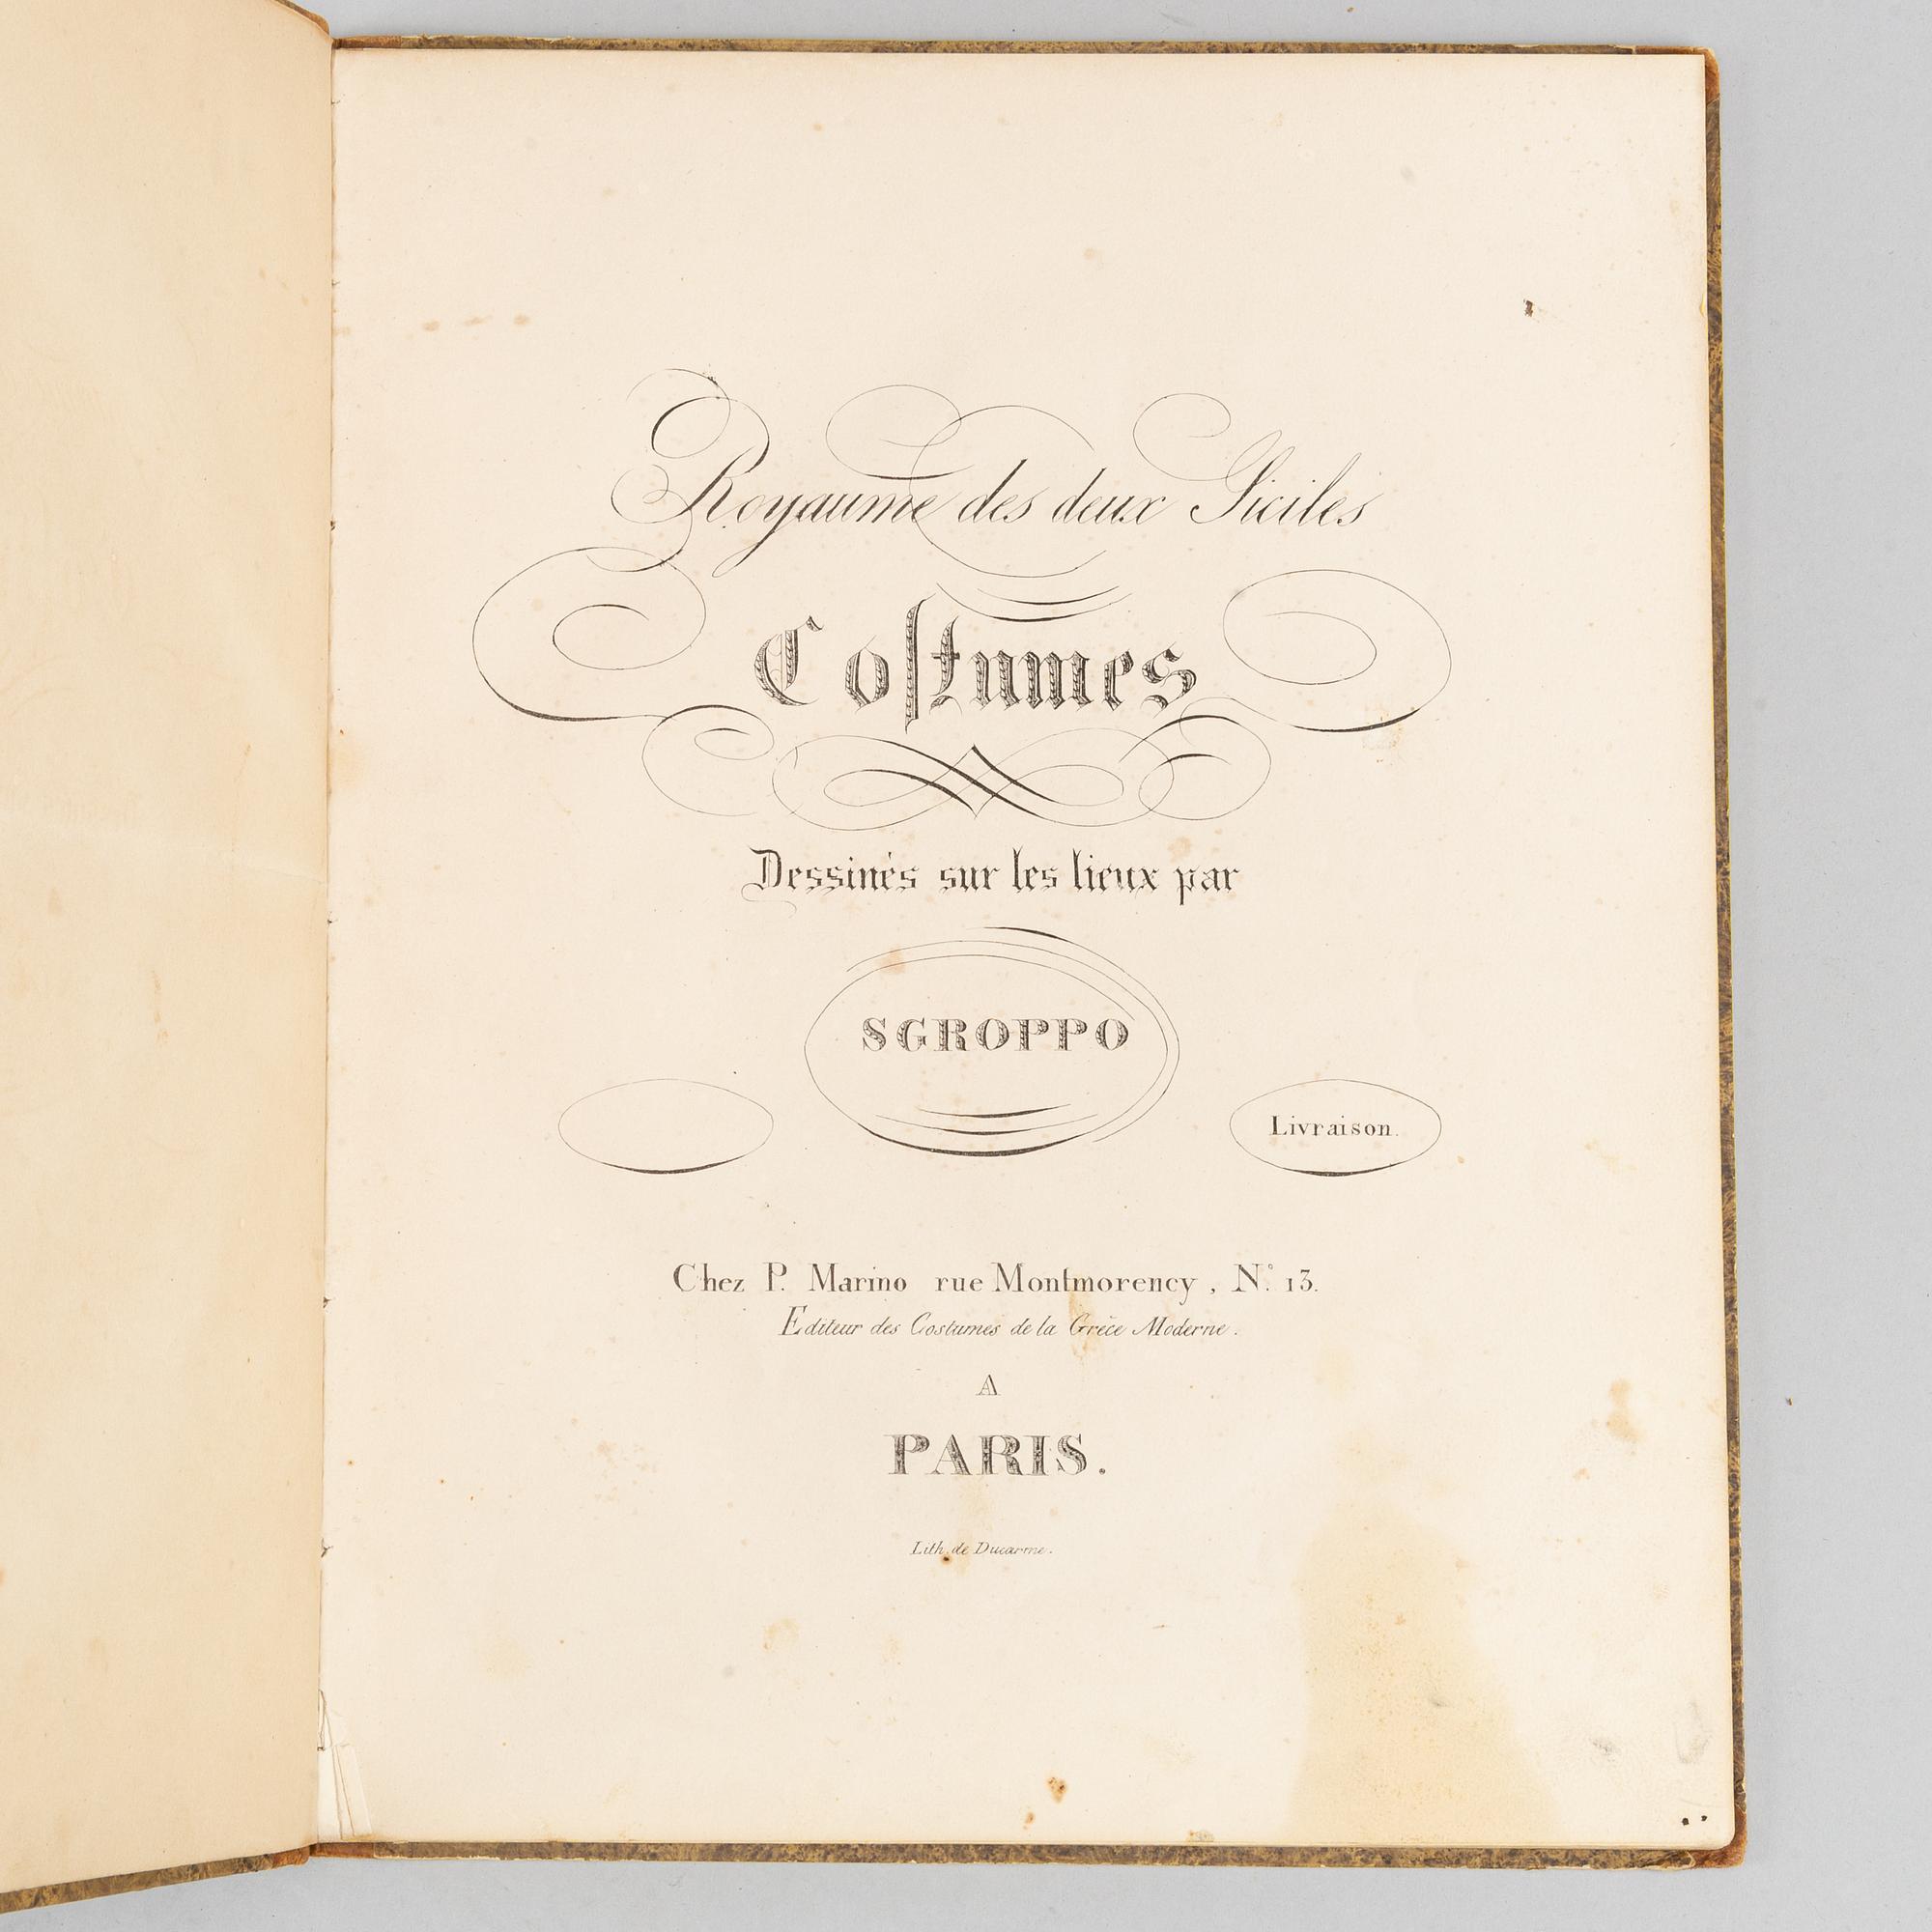 Royaume des deux Siciles
Coſtumes
Dessinés sur les lieux par
SGROPPO
Livraison.
Chez P. Marino rue Montmorency, N.° 13.
Editeur des Costumes de la Grèce Moderne.
A
PARIS.
Lith. de Ducarme.